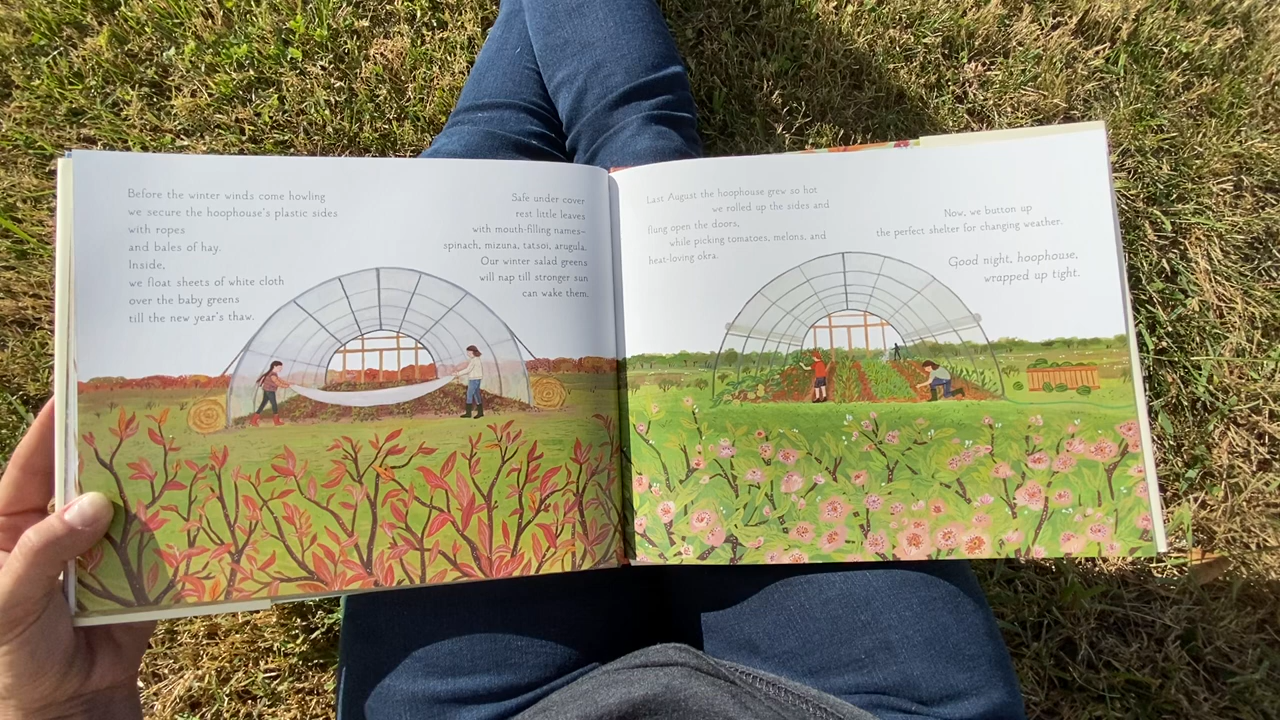 Before the winter winds come howling
we secure the hoophouse's plastic sides
with ropes
and bales of hay.
Inside,
we float sheets of white cloth
over the baby greens
till the new year's thaw.
Safe under cover
rest little leaves
with mouth-filling names—
spinach, mizuna, tatsoi, arugula.
Our winter salad greens
will nap till stronger sun
can wake them.
Last August the hoophouse grew so hot
we rolled up the sides and
flung open the doors,
while picking tomatoes, melons, and
heat-loving okra.
Now, we button up
the perfect shelter for changing weather.
Good night, hoophouse,
wrapped up tight.